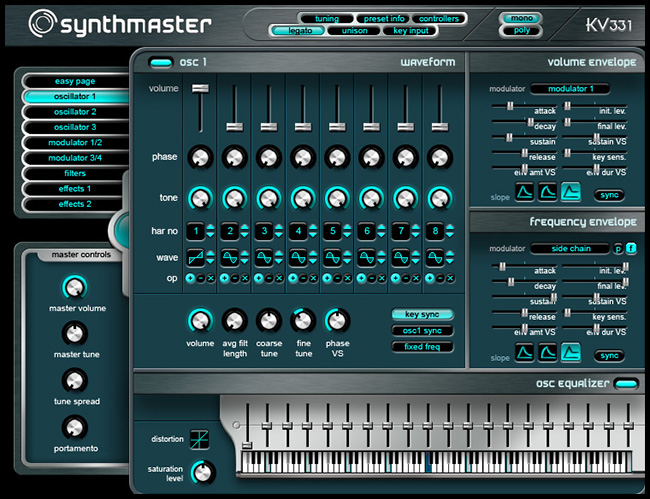 synthmaster
tuning preset info controllers
legato unison key input
mono
poly
KV331
easy page
oscillator 1
oscillator 2
oscillator 3
modulator 1/2
modulator 3/4
filters
effects 1
effects 2
master controls
master volume
master tune
tune spread
portamento
osc 1 waveform
volume
phase
tone
har no 1 2 3 4 5 6 7 8
wave
op
volume avg filt length coarse tune fine tune phase VS
key sync
osc1 sync
fixed freq
volume envelope
modulator modulator 1
attack init. lev.
decay final lev.
sustain sustain VS
release key sens.
env amt VS env dur VS
slope sync
frequency envelope
modulator side chain p f
attack init. lev.
decay final lev.
sustain sustain VS
release key sens.
env amt VS env dur VS
slope sync
osc equalizer
distortion
saturation
level